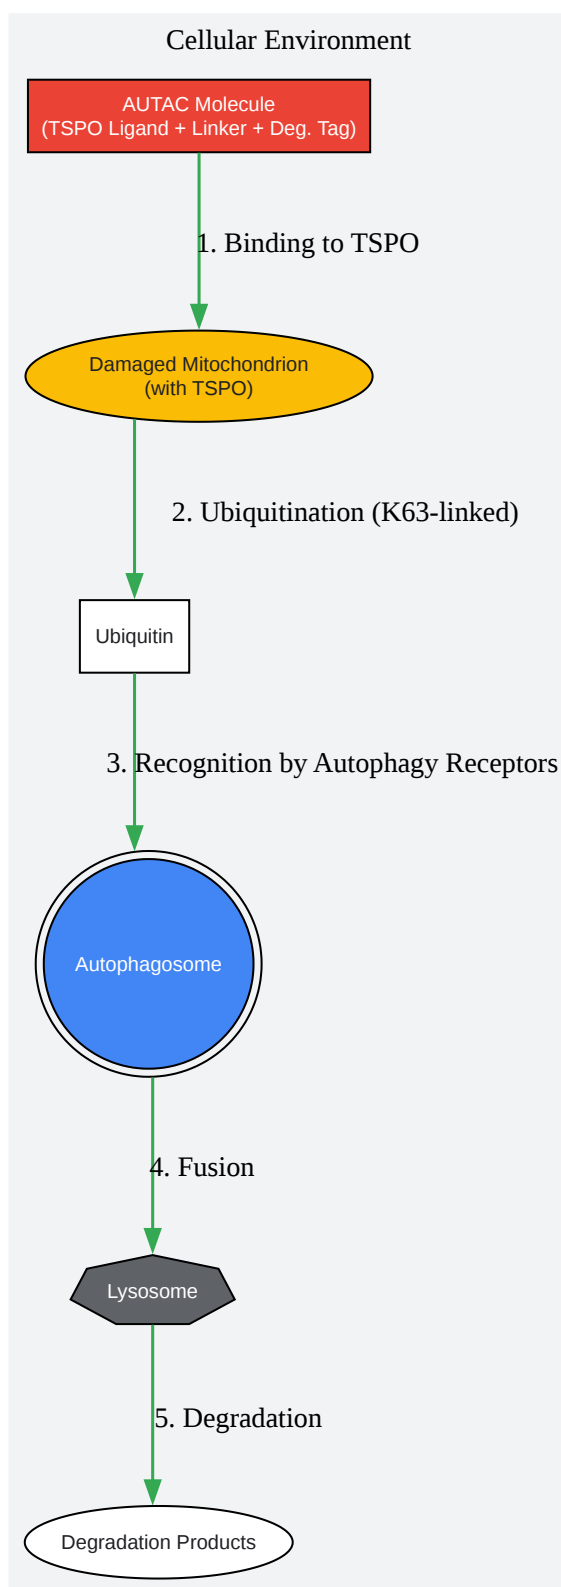 Cellular Environment
AUTAC Molecule
(TSPO Ligand + Linker + Deg. Tag)
1. Binding to TSPO
Damaged Mitochondrion
(with TSPO)
2. Ubiquitination (K63-linked)
Ubiquitin
3. Recognition by Autophagy Receptors
Autophagosome
4. Fusion
Lysosome
5. Degradation
Degradation Products